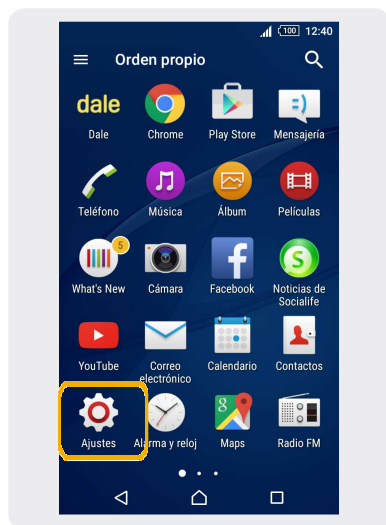 100 12:40
Orden propio
dale
Dale Chrome Play Store Mensajería
Teléfono Música Álbum Películas
5
What's New Cámara Facebook Noticias de
Socialife
YouTube Correo Calendario Contactos
electrónico
Ajustes Alarma y reloj Maps Radio FM